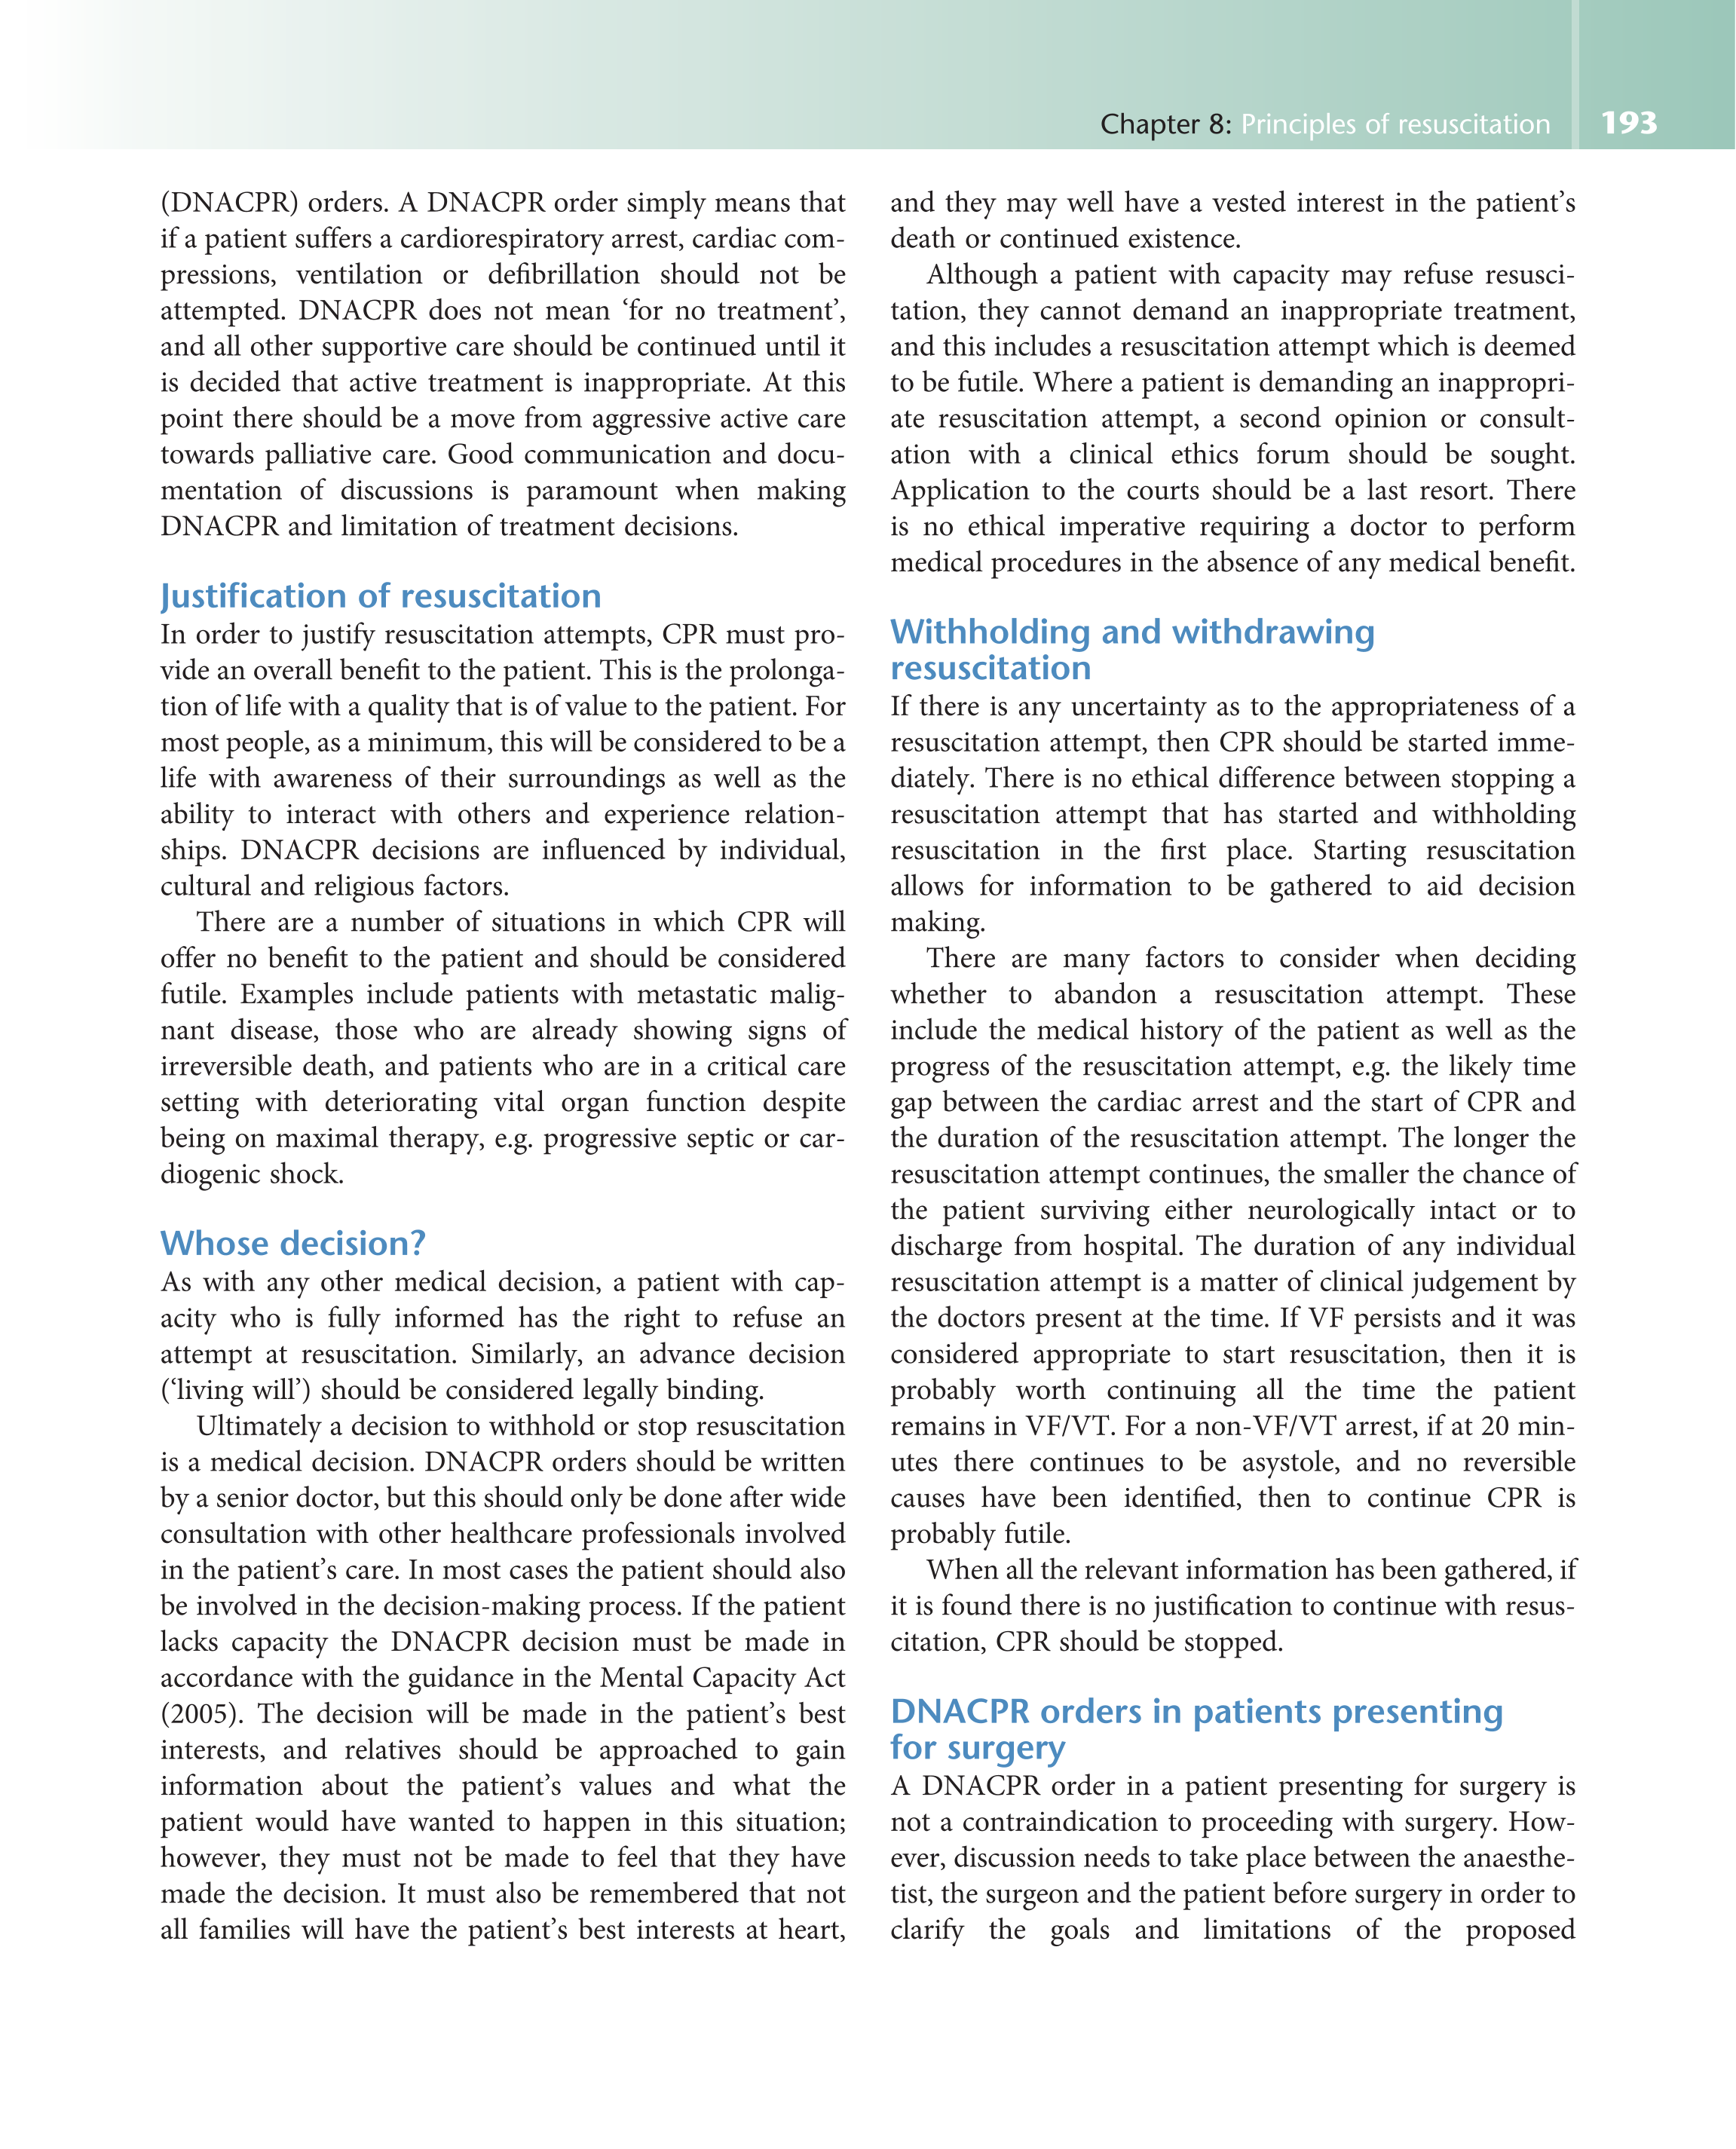 Chapter 8: Principles of resuscitation 193
(DNACPR) orders. A DNACPR order simply means that
if a patient suffers a cardiorespiratory arrest, cardiac com-
pressions, ventilation or defibrillation should not be
attempted. DNACPR does not mean ‘for no treatment’,
and all other supportive care should be continued until it
is decided that active treatment is inappropriate. At this
point there should be a move from aggressive active care
towards palliative care. Good communication and docu-
mentation of discussions is paramount when making
DNACPR and limitation of treatment decisions.
Justification of resuscitation
In order to justify resuscitation attempts, CPR must pro-
vide an overall benefit to the patient. This is the prolonga-
tion of life with a quality that is of value to the patient. For
most people, as a minimum, this will be considered to be a
life with awareness of their surroundings as well as the
ability to interact with others and experience relation-
ships. DNACPR decisions are influenced by individual,
cultural and religious factors.
There are a number of situations in which CPR will
offer no benefit to the patient and should be considered
futile. Examples include patients with metastatic malig-
nant disease, those who are already showing signs of
irreversible death, and patients who are in a critical care
setting with deteriorating vital organ function despite
being on maximal therapy, e.g. progressive septic or car-
diogenic shock.
Whose decision?
As with any other medical decision, a patient with cap-
acity who is fully informed has the right to refuse an
attempt at resuscitation. Similarly, an advance decision
(‘living will’) should be considered legally binding.
Ultimately a decision to withhold or stop resuscitation
is a medical decision. DNACPR orders should be written
by a senior doctor, but this should only be done after wide
consultation with other healthcare professionals involved
in the patient’s care. In most cases the patient should also
be involved in the decision-making process. If the patient
lacks capacity the DNACPR decision must be made in
accordance with the guidance in the Mental Capacity Act
(2005). The decision will be made in the patient’s best
interests, and relatives should be approached to gain
information about the patient’s values and what the
patient would have wanted to happen in this situation;
however, they must not be made to feel that they have
made the decision. It must also be remembered that not
all families will have the patient’s best interests at heart,
and they may well have a vested interest in the patient’s
death or continued existence.
Although a patient with capacity may refuse resusci-
tation, they cannot demand an inappropriate treatment,
and this includes a resuscitation attempt which is deemed
to be futile. Where a patient is demanding an inappropri-
ate resuscitation attempt, a second opinion or consult-
ation with a clinical ethics forum should be sought.
Application to the courts should be a last resort. There
is no ethical imperative requiring a doctor to perform
medical procedures in the absence of any medical benefit.
Withholding and withdrawing
resuscitation
If there is any uncertainty as to the appropriateness of a
resuscitation attempt, then CPR should be started imme-
diately. There is no ethical difference between stopping a
resuscitation attempt that has started and withholding
resuscitation in the first place. Starting resuscitation
allows for information to be gathered to aid decision
making.
There are many factors to consider when deciding
whether to abandon a resuscitation attempt. These
include the medical history of the patient as well as the
progress of the resuscitation attempt, e.g. the likely time
gap between the cardiac arrest and the start of CPR and
the duration of the resuscitation attempt. The longer the
resuscitation attempt continues, the smaller the chance of
the patient surviving either neurologically intact or to
discharge from hospital. The duration of any individual
resuscitation attempt is a matter of clinical judgement by
the doctors present at the time. If VF persists and it was
considered appropriate to start resuscitation, then it is
probably worth continuing all the time the patient
remains in VF/VT. For a non-VF/VT arrest, if at 20 min-
utes there continues to be asystole, and no reversible
causes have been identified, then to continue CPR is
probably futile.
When all the relevant information has been gathered, if
it is found there is no justification to continue with resus-
citation, CPR should be stopped.
DNACPR orders in patients presenting
for surgery
A DNACPR order in a patient presenting for surgery is
not a contraindication to proceeding with surgery. How-
ever, discussion needs to take place between the anaesthe-
tist, the surgeon and the patient before surgery in order to
clarify the goals and limitations of the proposed